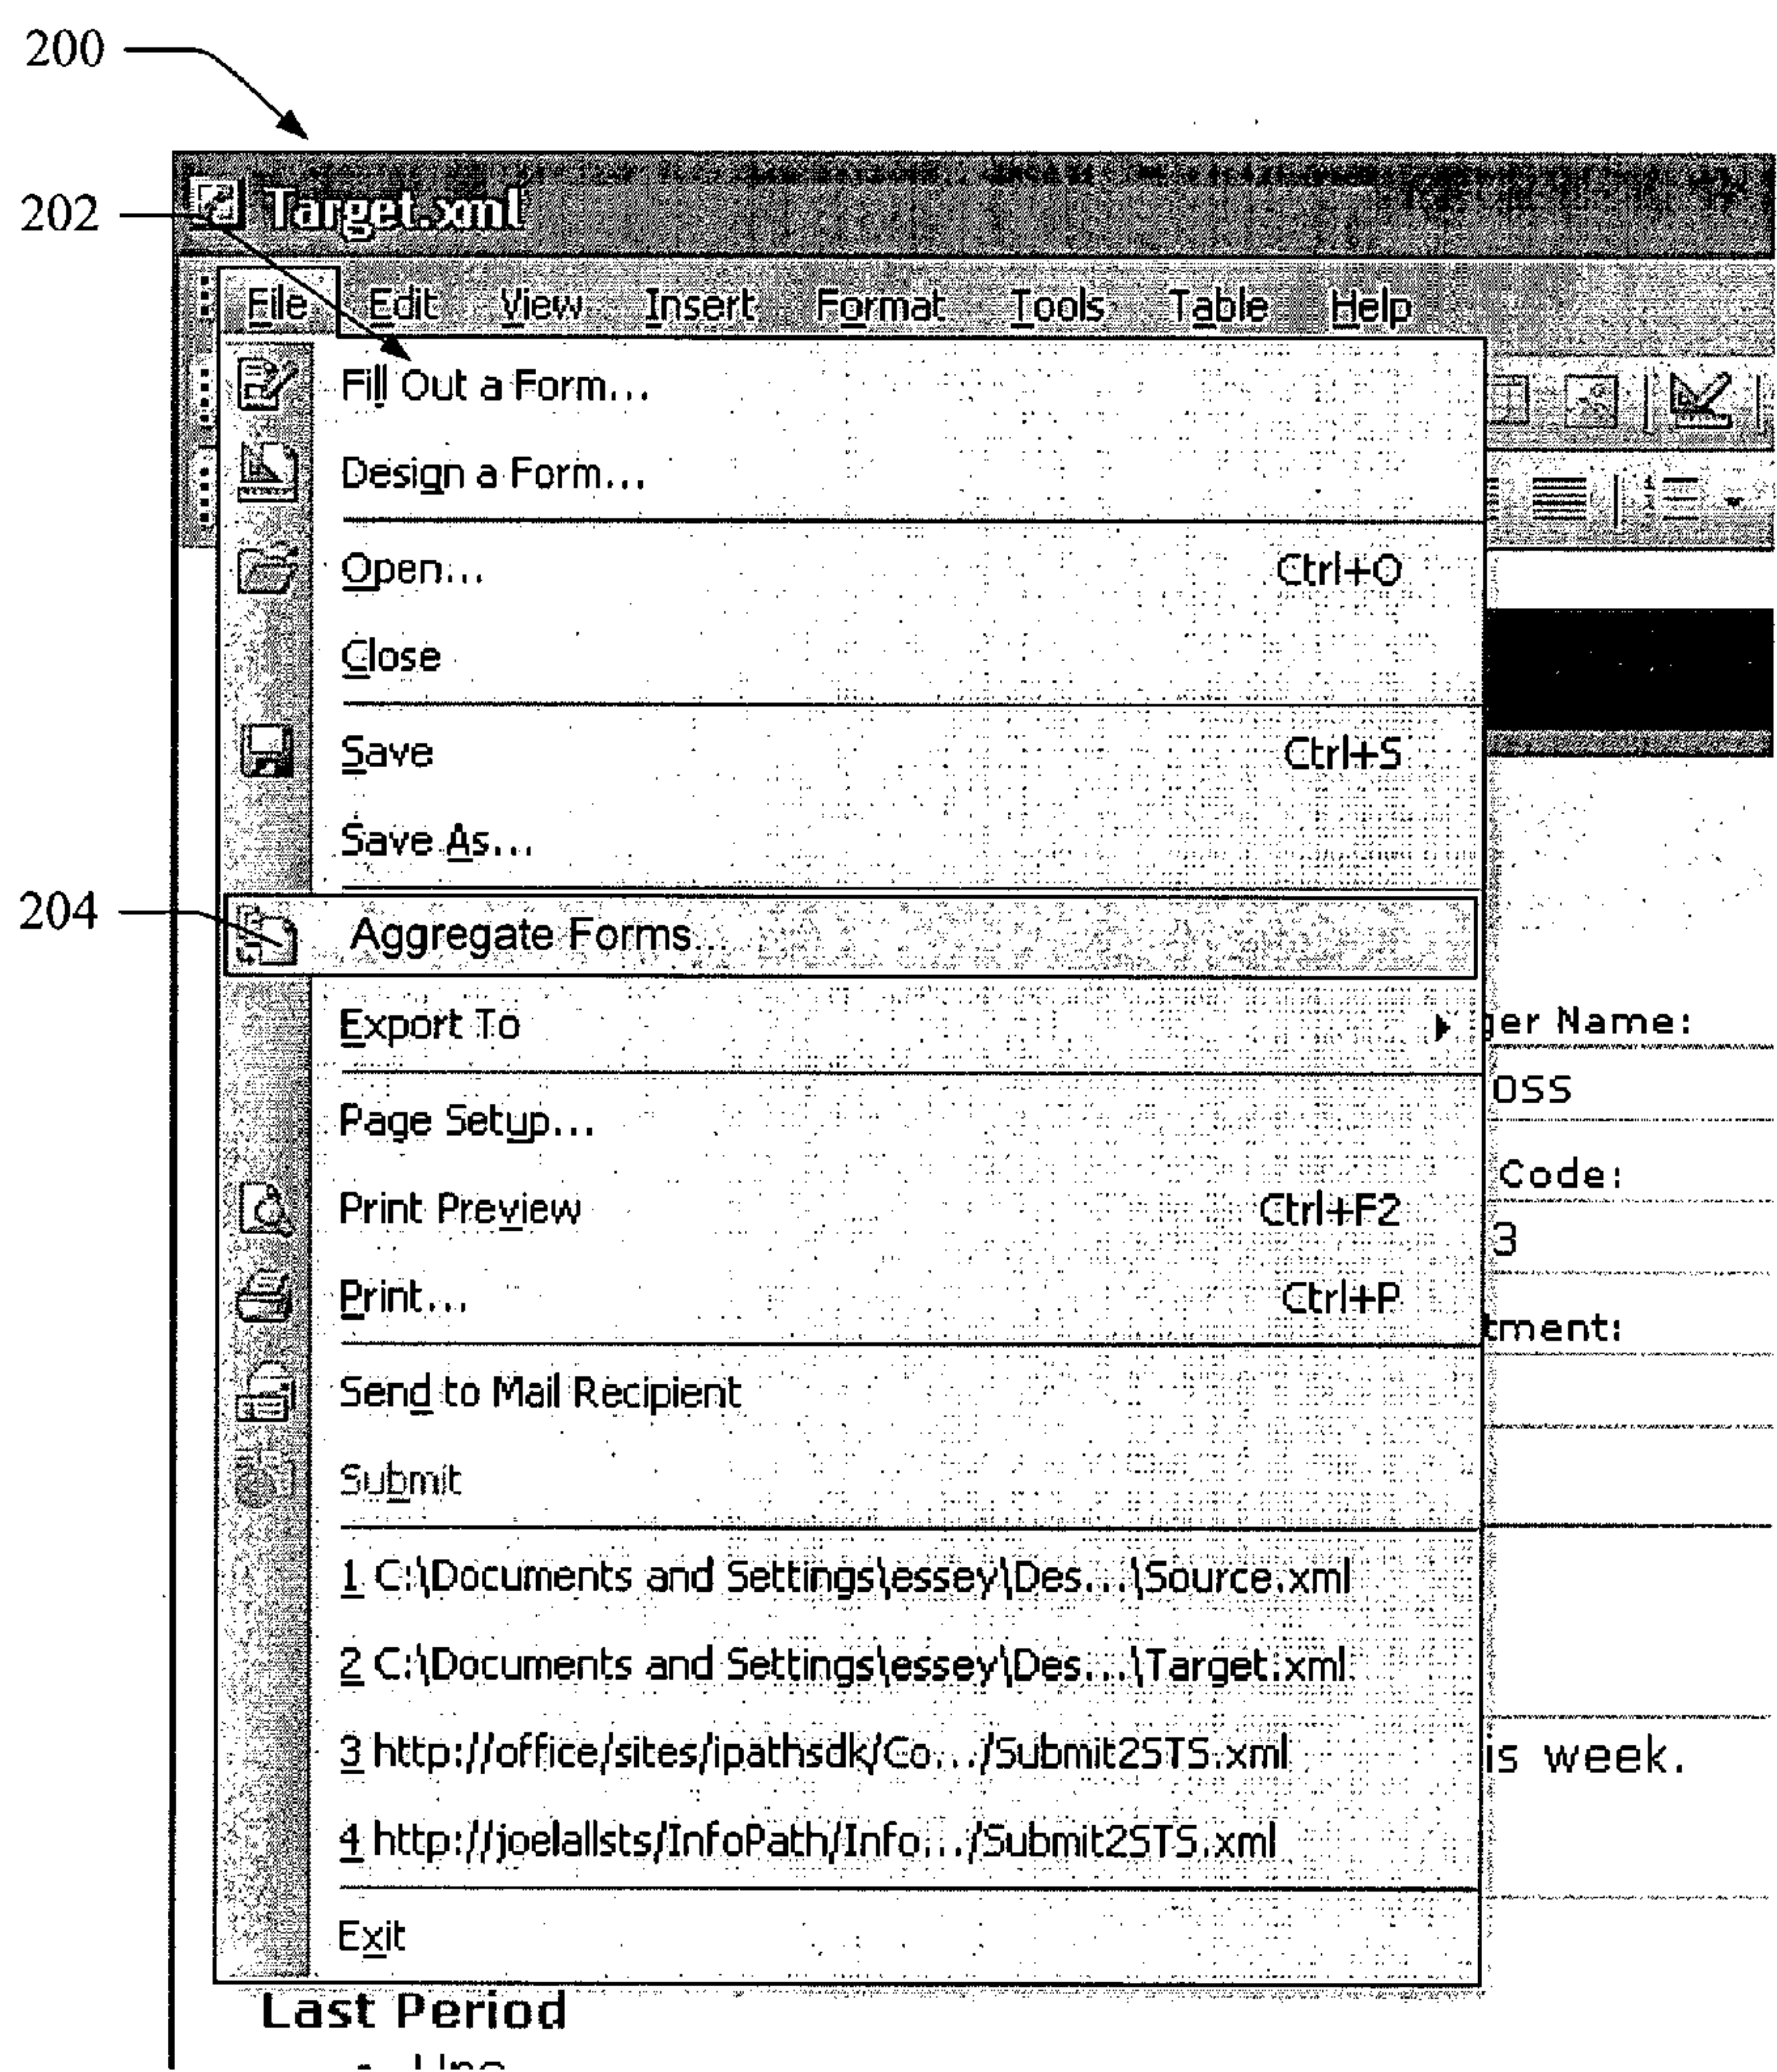 200
202
Target.xml
File Edit View Insert Format Tools Table Help
Fill Out a Form...
Design a Form...
Open... Ctrl+O
Close
Save Ctrl+S
Save As...
204
Aggregate Forms...
Export To
ger Name:
Page Setup...
oss
Code:
Print Preview Ctrl+F2
3
Print... Ctrl+P
tment:
Send to Mail Recipient
Submit
1 C:\Documents and Settings\essey\Des...\Source.xml
2 C:\Documents and Settings\essey\Des...\Target.xml
3 http://office/sites/ipathsdk/Co.../Submit2STS.xml
is week.
4 http://joelallsts/InfoPath/Info.../Submit2STS.xml
Exit
Last Period